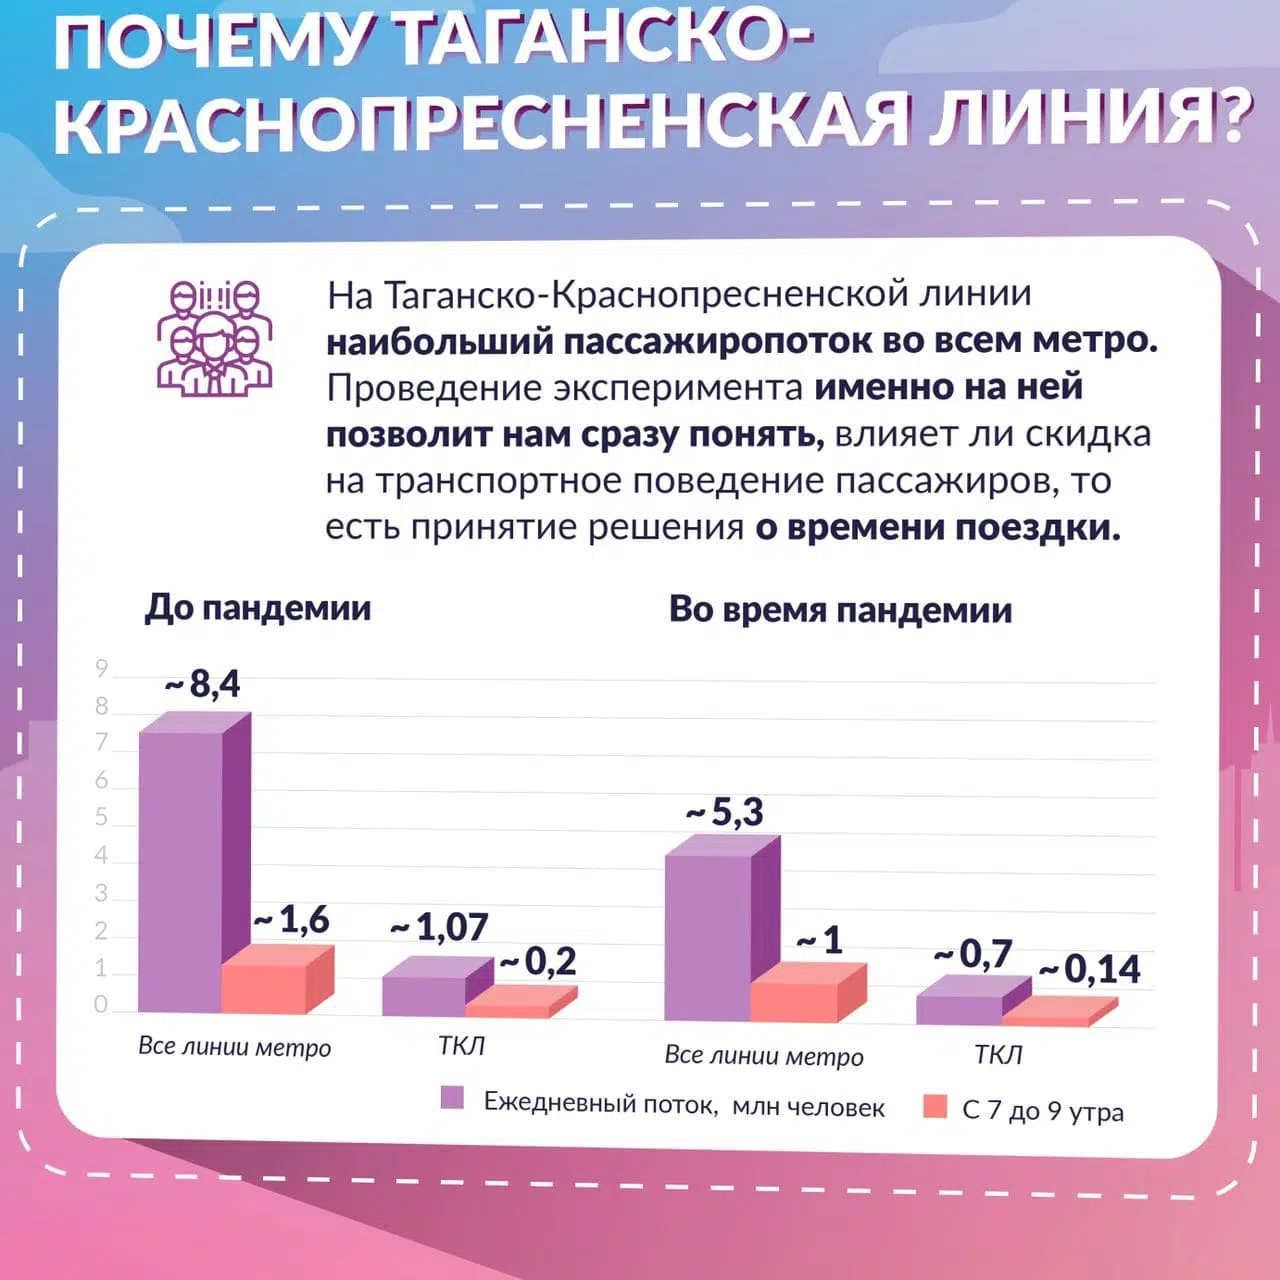 ПОЧЕМУ ТАГАНСКО-
КРАСНОПРЕСНЕНСКАЯ ЛИНИЯ?
На Таганско-Краснопресненской линии
наибольший пассажиропоток во всем метро.
Проведение эксперимента именно на ней
позволит нам сразу понять, влияет ли скидка
на транспортное поведение пассажиров, то
есть принятие решения о времени поездки.
До пандемии
Во время пандемии
9
8
7
6
5
4
3
2
1
0
~8,4
~1,6
~1,07
~0,2
~5,3
~1
~0,7
~0,14
Все линии метро
ТКЛ
Все линии метро
ТКЛ
Ежедневный поток, млн человек
С 7 до 9 утра